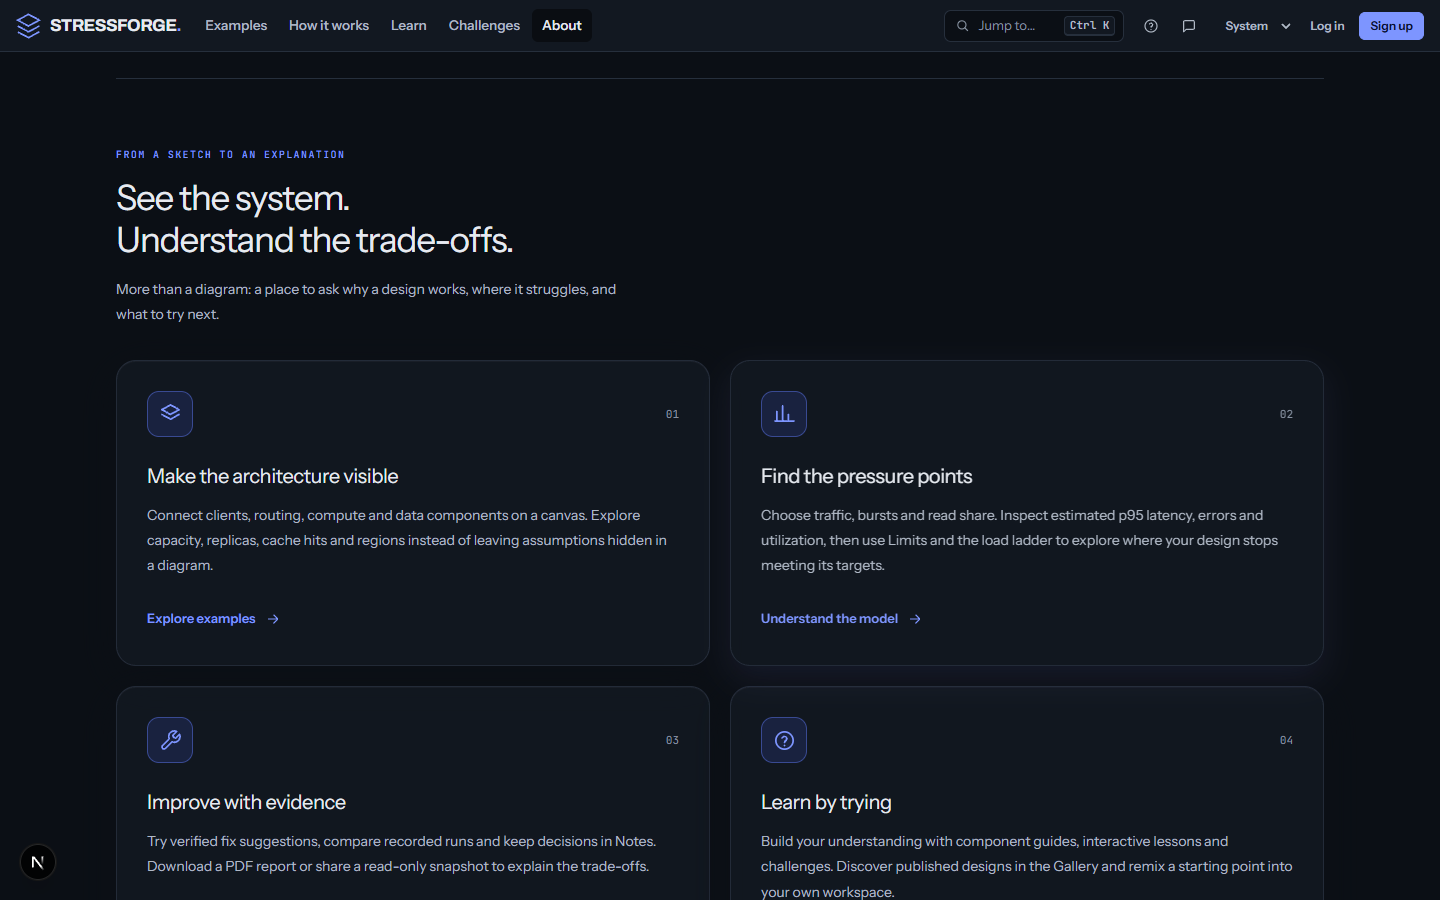 STRESSFORGE.
Examples
How it works
Learn
Challenges
About
Jump to...
Ctrl K
System
Log in
Sign up
FROM A SKETCH TO AN EXPLANATION
See the system.
Understand the trade-offs.
More than a diagram: a place to ask why a design works, where it struggles, and
what to try next.
01
Make the architecture visible
Connect clients, routing, compute and data components on a canvas. Explore
capacity, replicas, cache hits and regions instead of leaving assumptions hidden in
a diagram.
Explore examples
02
Find the pressure points
Choose traffic, bursts and read share. Inspect estimated p95 latency, errors and
utilization, then use Limits and the load ladder to explore where your design stops
meeting its targets.
Understand the model
03
Improve with evidence
Try verified fix suggestions, compare recorded runs and keep decisions in Notes.
Download a PDF report or share a read-only snapshot to explain the trade-offs.
04
Learn by trying
Build your understanding with component guides, interactive lessons and
challenges. Discover published designs in the Gallery and remix a starting point into
your own workspace.
N